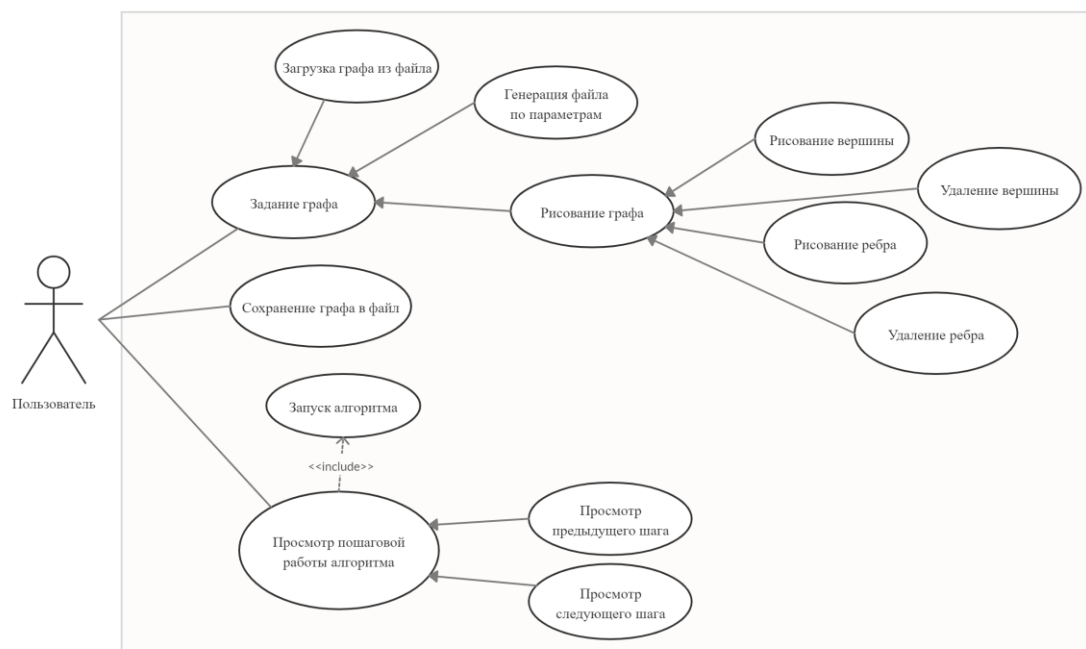 Загрузка графа из файла
Генерация файла
по параметрам
Рисование вершины
Задание графа
Рисование графа
Удаление вершины
Рисование ребра
Сохранение графа в файл
Удаление ребра
Пользователь
Запуск алгоритма
<<include>>
Просмотр пошаговой
работы алгоритма
Просмотр
предыдущего шага
Просмотр
следующего шага